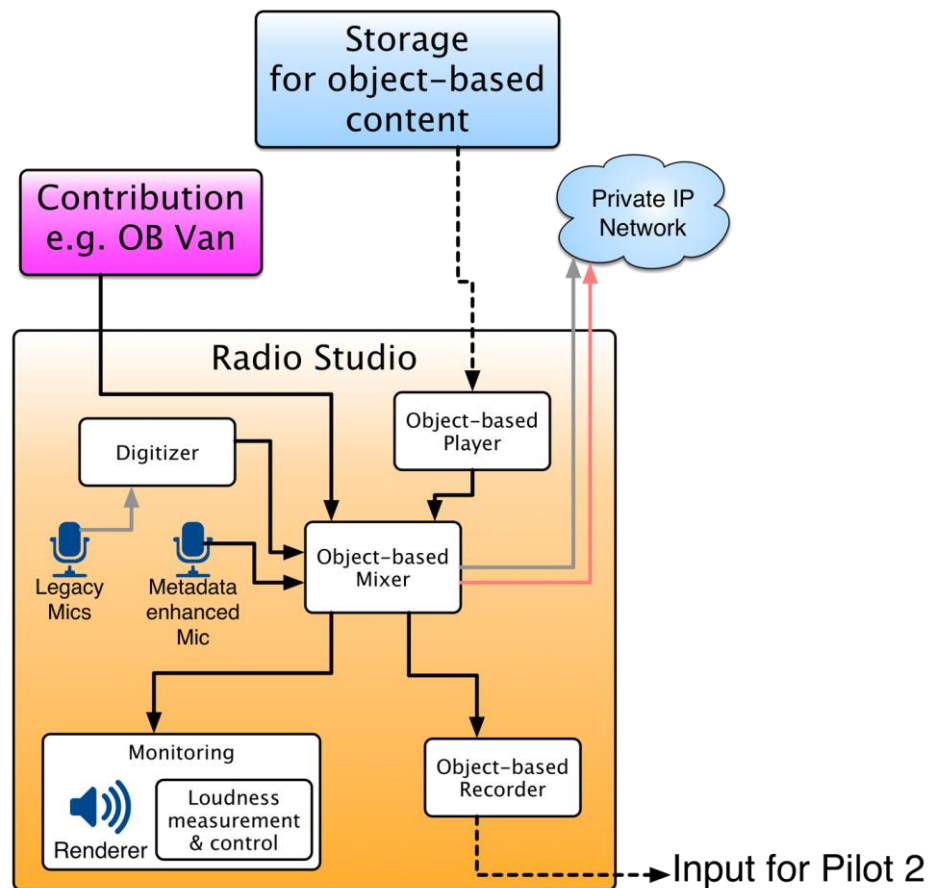 Storage
for object-based
content
Contribution
e.g. OB Van
Private IP
Network
Radio Studio
Object-based
Player
Digitizer
Object-based
Mixer
Legacy
Mics
Metadata
enhanced
Mic
Monitoring
Loudness
measurement
& control
Renderer
Object-based
Recorder
Input for Pilot 2